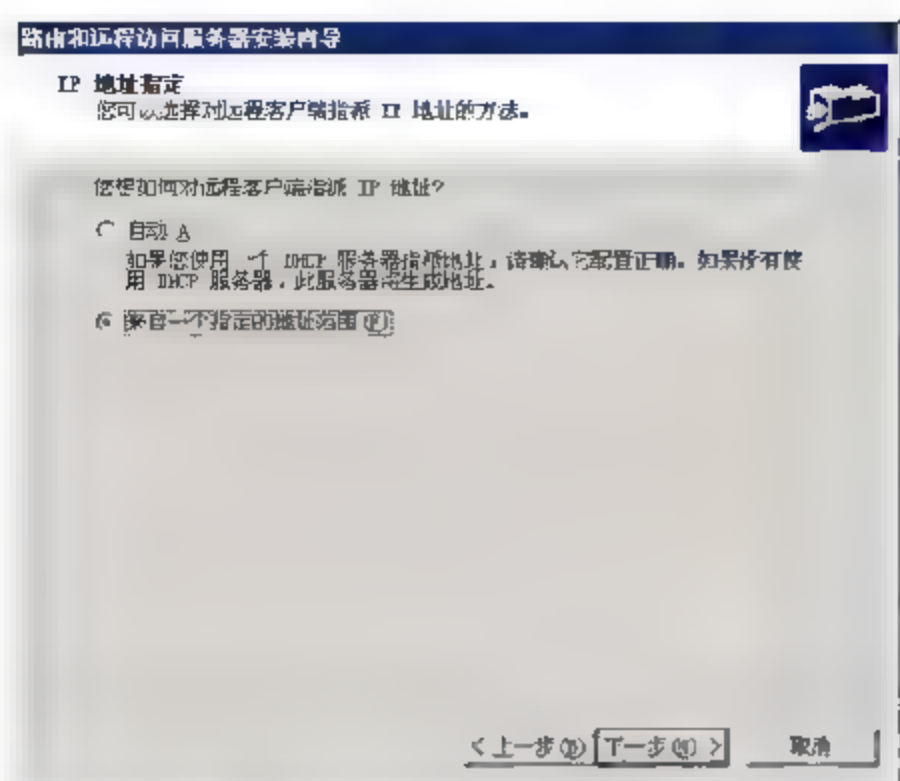 路由和远程访问服务器安装向导
IP 地址指定
您可以选择对远程客户端指派 IP 地址的方法。
您想如何对远程客户端指派 IP 地址?
自动 A
如果您使用一个 DHCP 服务器指派地址，请确认它配置正确。如果没有使
用 DHCP 服务器，此服务器将生成地址。
来自一个指定的地址范围(F)
< 上一步(B)
下一步(N) >
取消